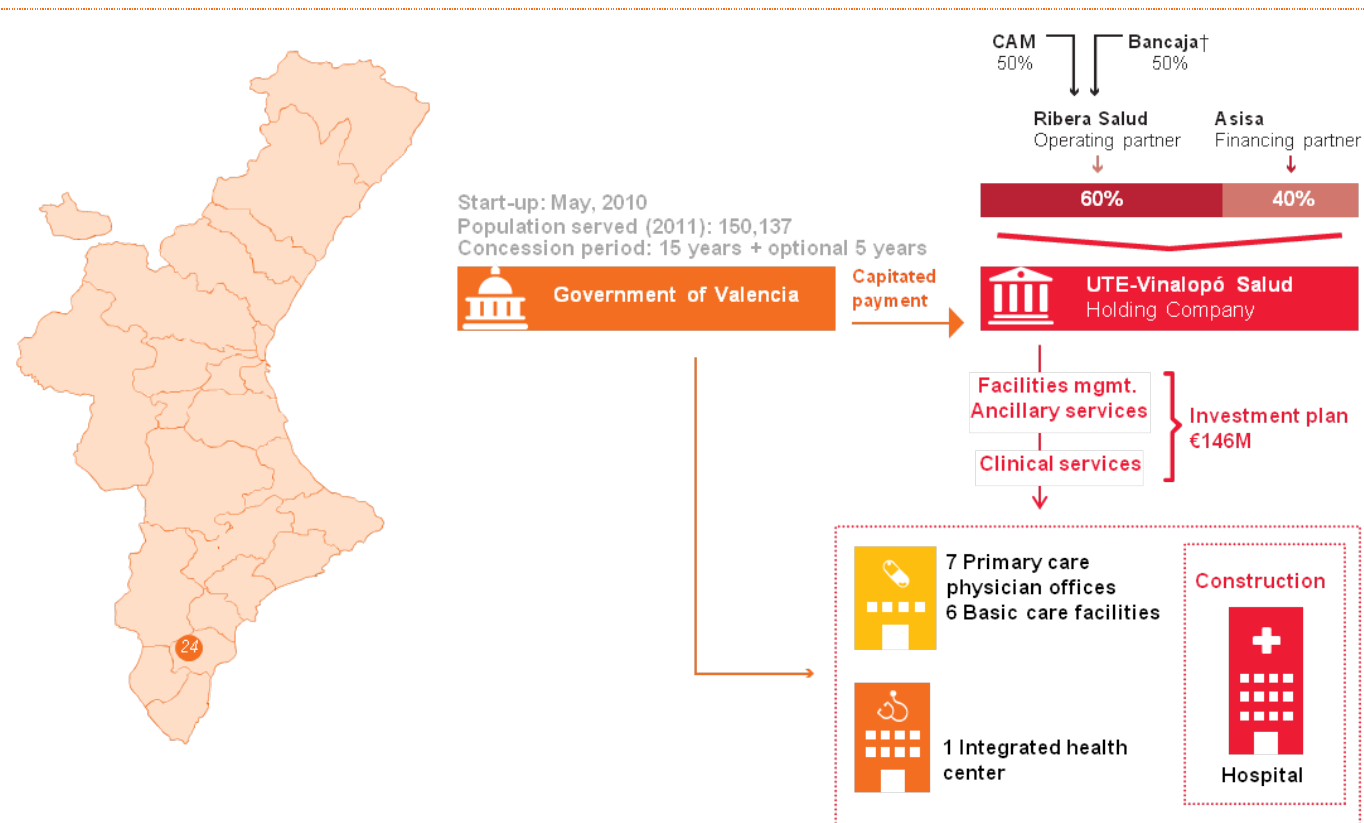 CAM
50%
Bancaja†
50%
Ribera Salud
Operating partner
Asisa
Financing partner
60%
40%
Start-up: May, 2010
Population served (2011): 150,137
Concession period: 15 years + optional 5 years
Government of Valencia
Capitated
payment
UTE-Vinalopó Salud
Holding Company
Facilities mgmt.
Ancillary services
Clinical services
Investment plan
€146M
7 Primary care
physician offices
6 Basic care facilities
1 Integrated health
center
Construction
Hospital
24